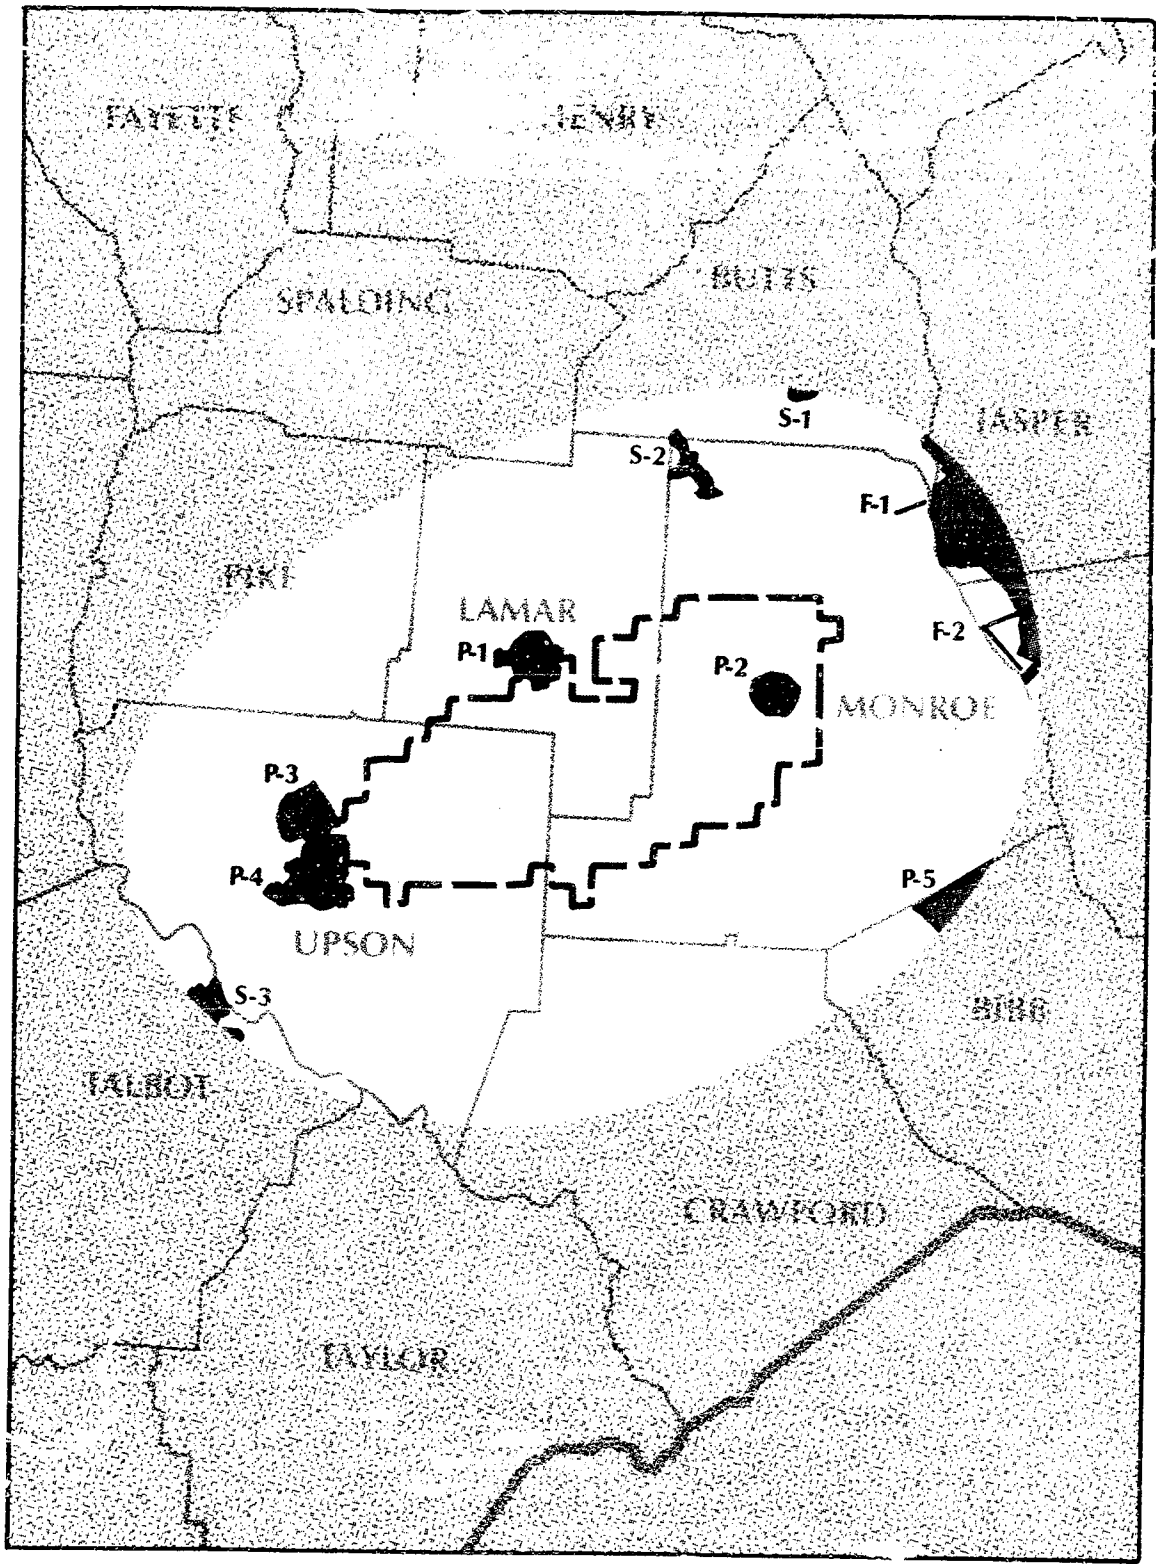 FAYETTE
HENRY
SPALDING
BUTTS
S-1
JASPER
S-2
F-1
PIKE
LAMAR
F-2
P-1
P-2
MONROE
P-3
P-4
P-5
UPSON
S-3
BIBB
TALBOT
CRAWFORD
TAYLOR